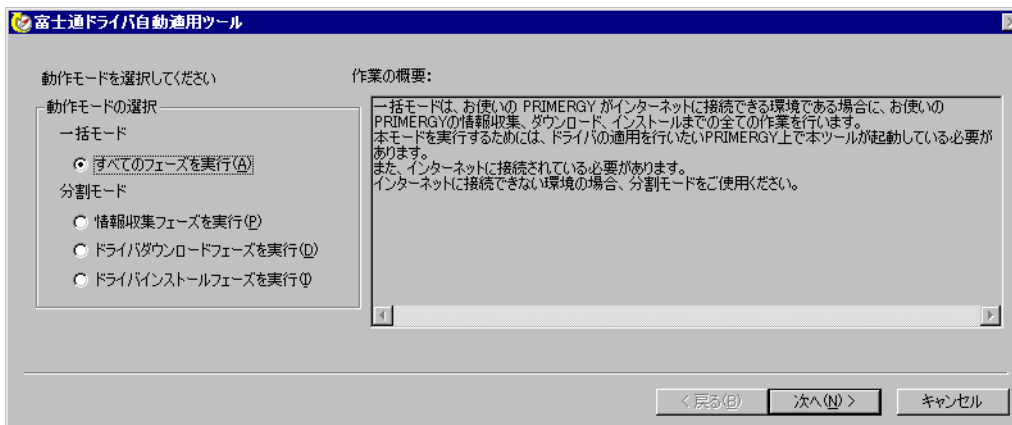 富士通ドライバ自動適用ツール
動作モードを選択してください
動作モードの選択
一括モード
すべてのフェーズを実行(A)
分割モード
情報収集フェーズを実行(P)
ドライバダウンロードフェーズを実行(D)
ドライバインストールフェーズを実行(I)
作業の概要:
一括モードは、お使いの PRIMERGY がインターネットに接続できる環境である場合に、お使いの
PRIMERGYの情報収集、ダウンロード、インストールまでの全ての作業を行います。
本モードを実行するためには、ドライバの適用を行いたいPRIMERGY上で本ツールが起動している必要が
あります。
また、インターネットに接続されている必要があります。
インターネットに接続できない環境の場合、分割モードをご使用ください。
< 戻る(B)
次へ(N) >
キャンセル